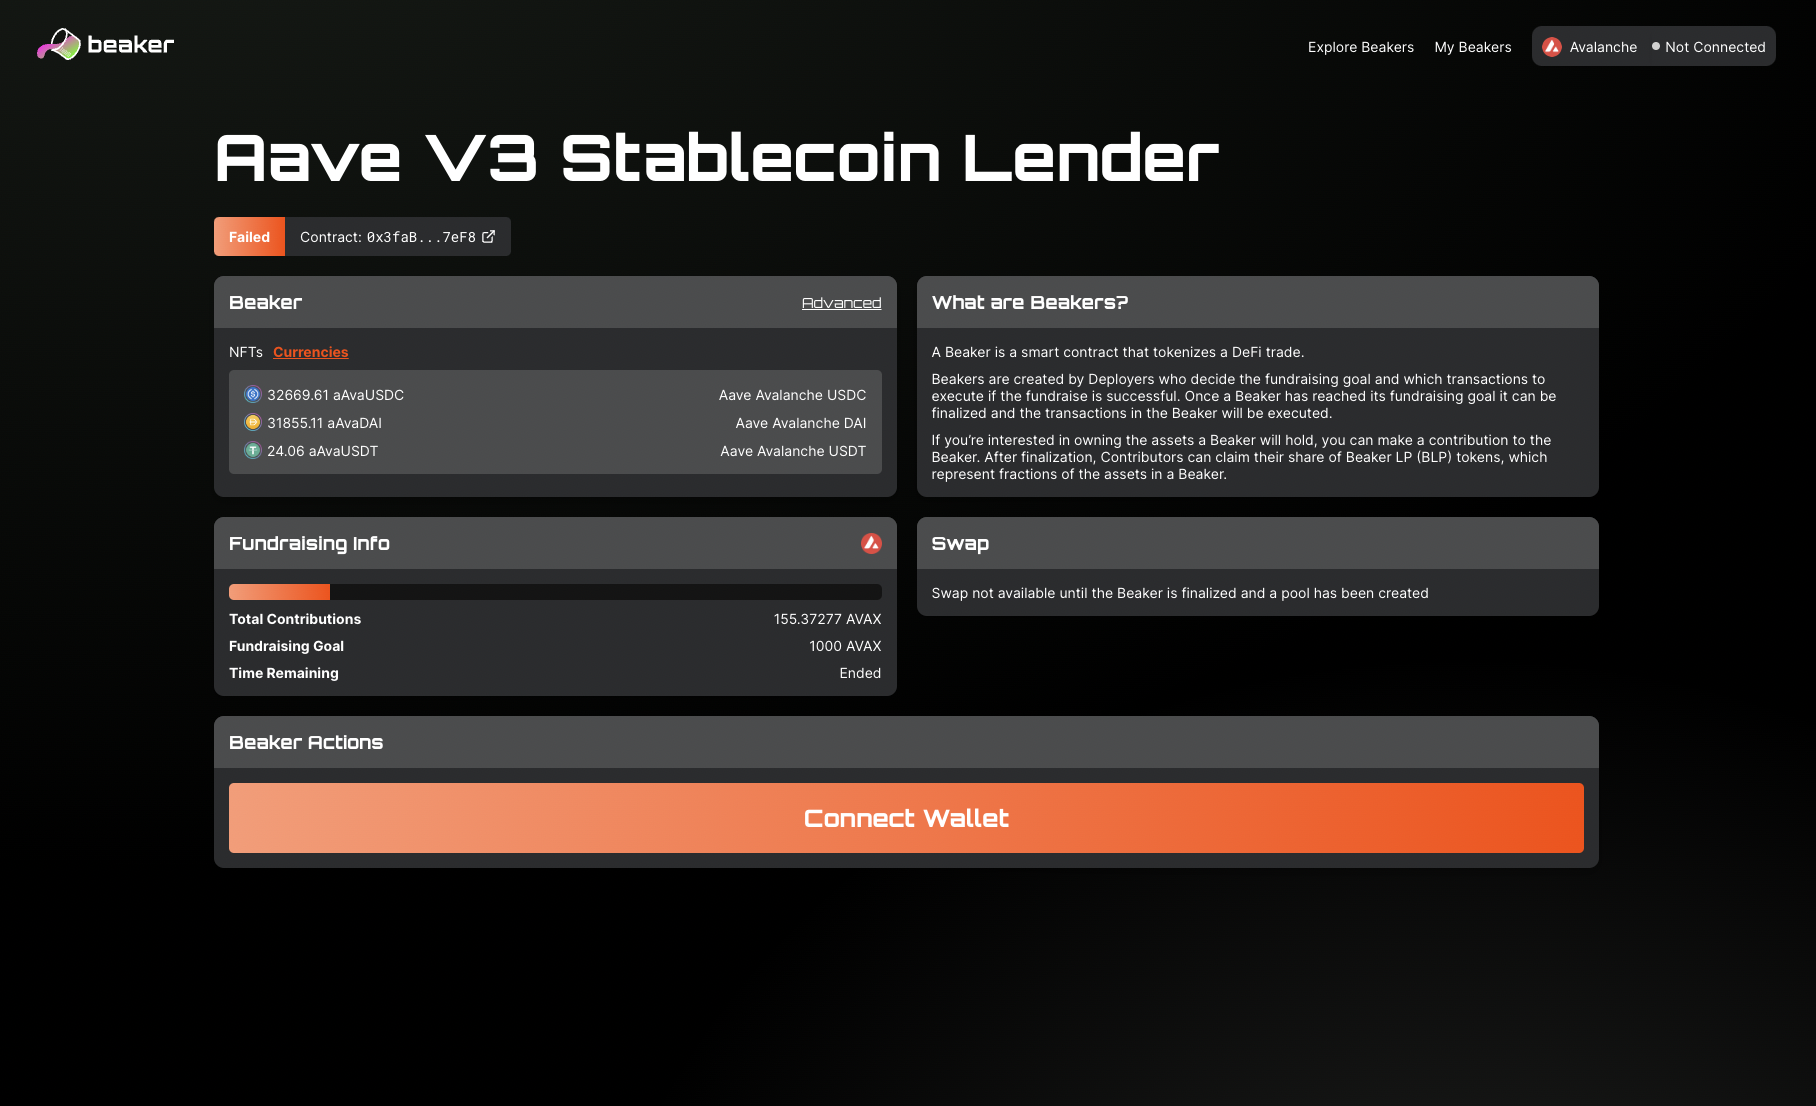 beaker
Explore Beakers My Beakers Avalanche Not Connected
Aave V3 Stablecoin Lender
Failed Contract: 0x3faB...7eF8
Beaker Advanced
NFTs Currencies
32669.61 aAvaUSDC Aave Avalanche USDC
31855.11 aAvaDAI Aave Avalanche DAI
24.06 aAvaUSDT Aave Avalanche USDT
What are Beakers?
A Beaker is a smart contract that tokenizes a DeFi trade.
Beakers are created by Deployers who decide the fundraising goal and which transactions to
execute if the fundraise is successful. Once a Beaker has reached its fundraising goal it can be
finalized and the transactions in the Beaker will be executed.
If you’re interested in owning the assets a Beaker will hold, you can make a contribution to the
Beaker. After finalization, Contributors can claim their share of Beaker LP (BLP) tokens, which
represent fractions of the assets in a Beaker.
Fundraising Info
Total Contributions 155.37277 AVAX
Fundraising Goal 1000 AVAX
Time Remaining Ended
Swap
Swap not available until the Beaker is finalized and a pool has been created
Beaker Actions
Connect Wallet